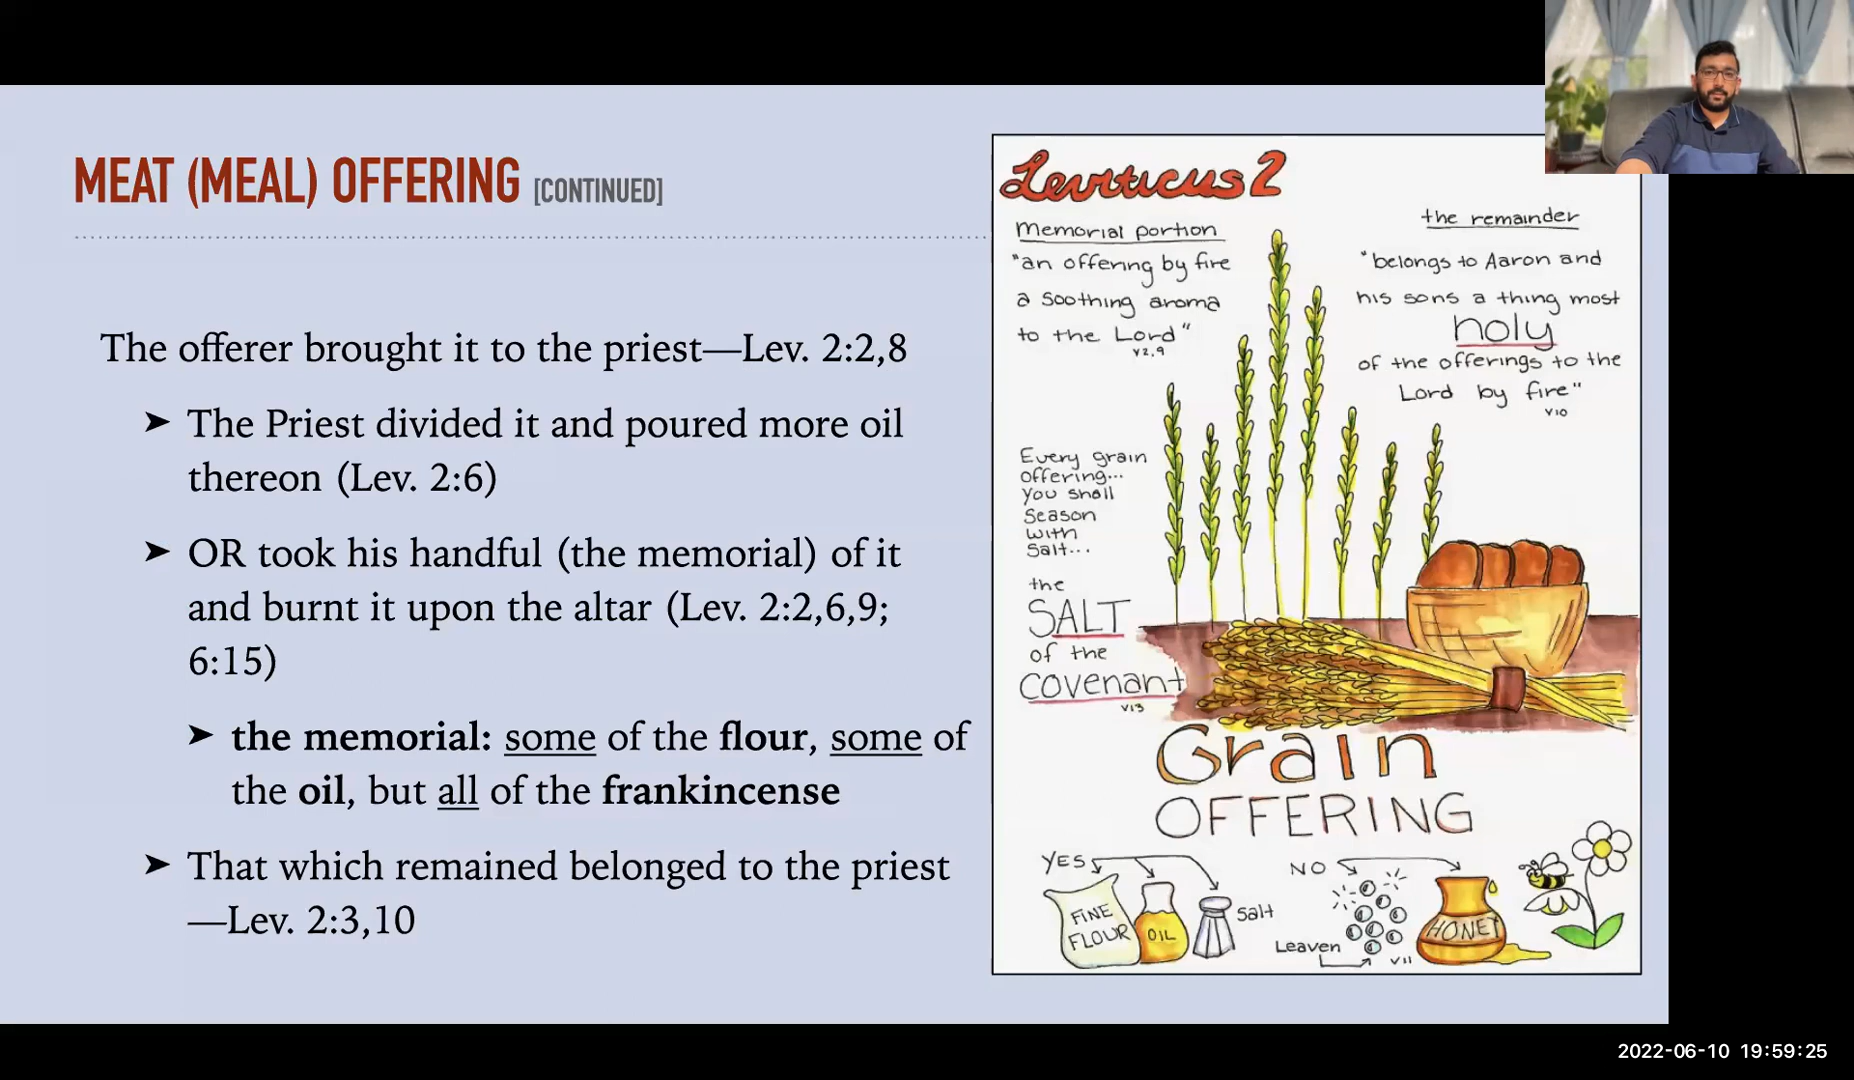 MEAT (MEAL) OFFERING [CONTINUED]
The offerer brought it to the priest—Lev. 2:2,8
➤ The Priest divided it and poured more oil
thereon (Lev. 2:6)
➤ OR took his handful (the memorial) of it
and burnt it upon the altar (Lev. 2:2,6,9;
6:15)
➤ the memorial: some of the flour, some of
the oil, but all of the frankincense
➤ That which remained belonged to the priest
—Lev. 2:3,10
Leviticus 2
Memorial portion
"an offering by fire
a soothing aroma
to the Lord"
v2,9
the remainder
"belongs to Aaron and
his sons a thing most
holy
of the offerings to the
Lord by fire"
v10
Every grain
offering...
you shall
Season
with
Salt...
the
SALT
of the
covenant
v13
Grain
OFFERING
YES
FINE
FLOUR
OIL
Salt
NO
Leaven
v11
HONEY
2022-06-10 19:59:25